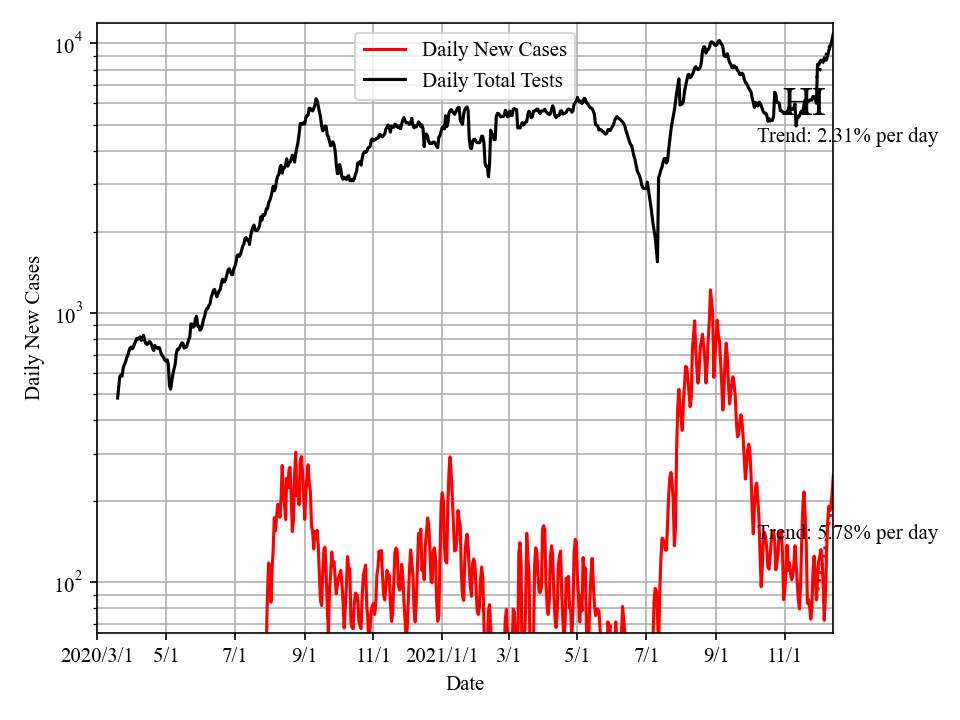 Daily New Cases
Daily Total Tests
HI
Trend: 2.31% per day
Trend: 5.78% per day
10^4
10^3
10^2
Daily New Cases
2020/3/1 5/1 7/1 9/1 11/1 2021/1/1 3/1 5/1 7/1 9/1 11/1
Date